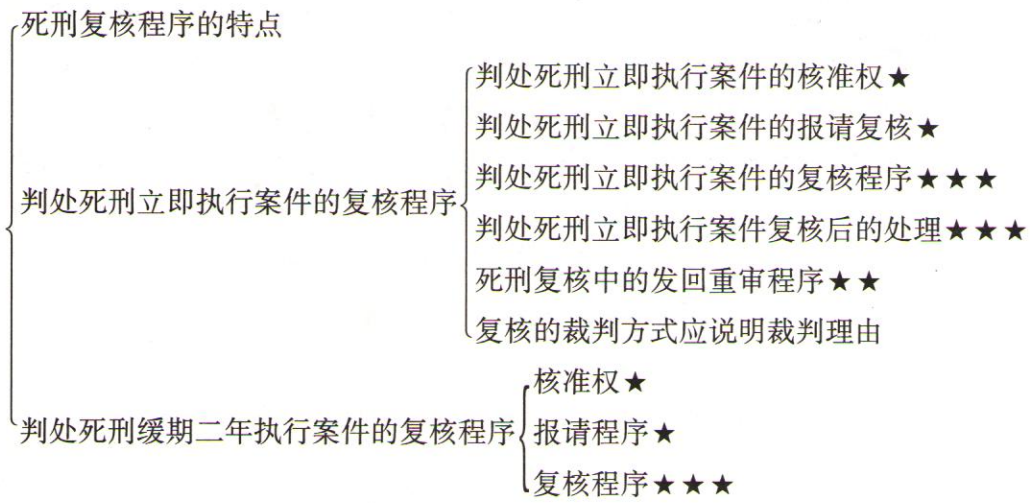 死刑复核程序的特点
判处死刑立即执行案件的复核程序
判处死刑立即执行案件的核准权★
判处死刑立即执行案件的报请复核★
判处死刑立即执行案件的复核程序★★★
判处死刑立即执行案件复核后的处理★★★
死刑复核中的发回重审程序★★
复核的裁判方式应说明裁判理由
判处死刑缓期二年执行案件的复核程序
核准权★
报请程序★
复核程序★★★